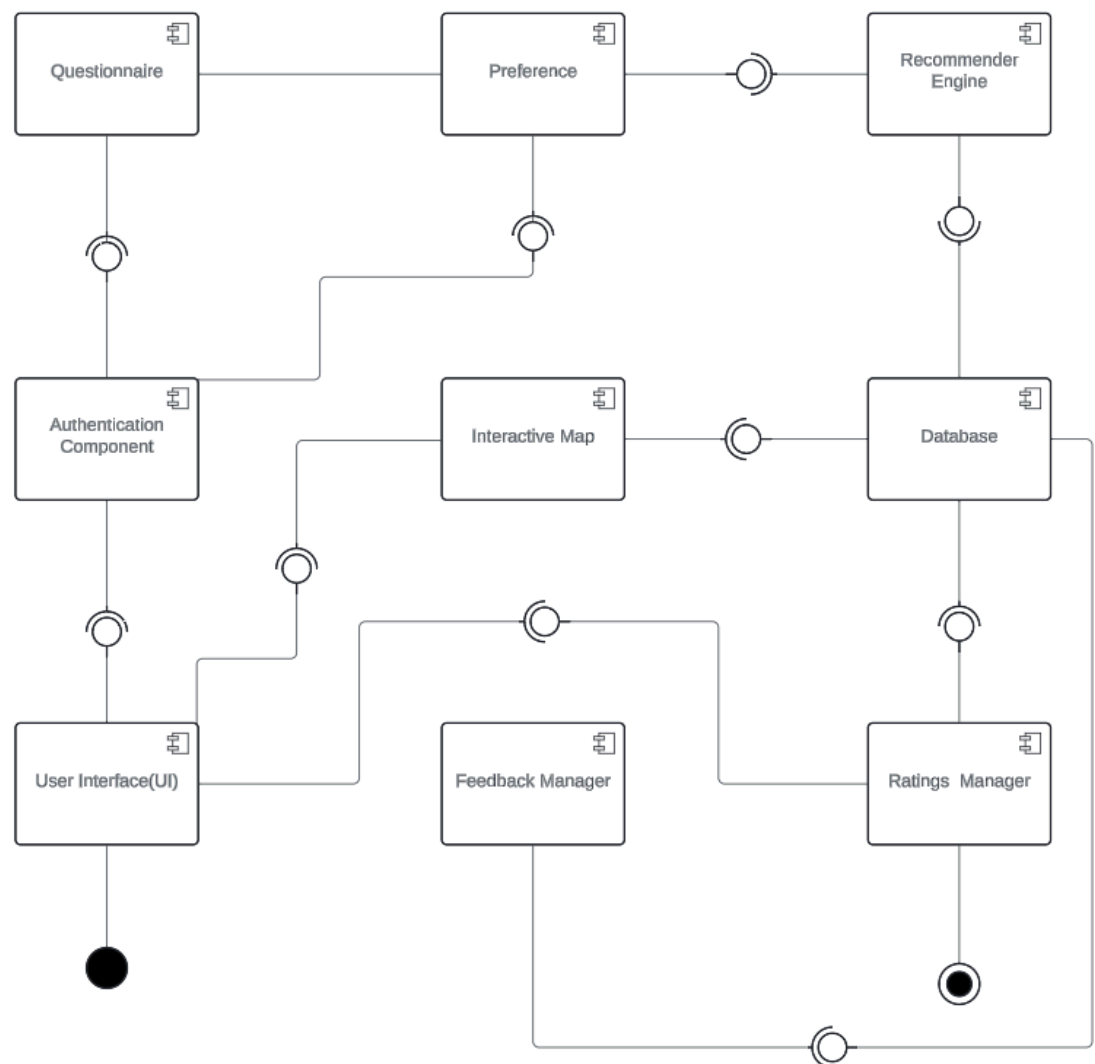 Questionnaire
Preference
Recommender
Engine
Authentication
Component
Interactive Map
Database
User Interface(UI)
Feedback Manager
Ratings  Manager